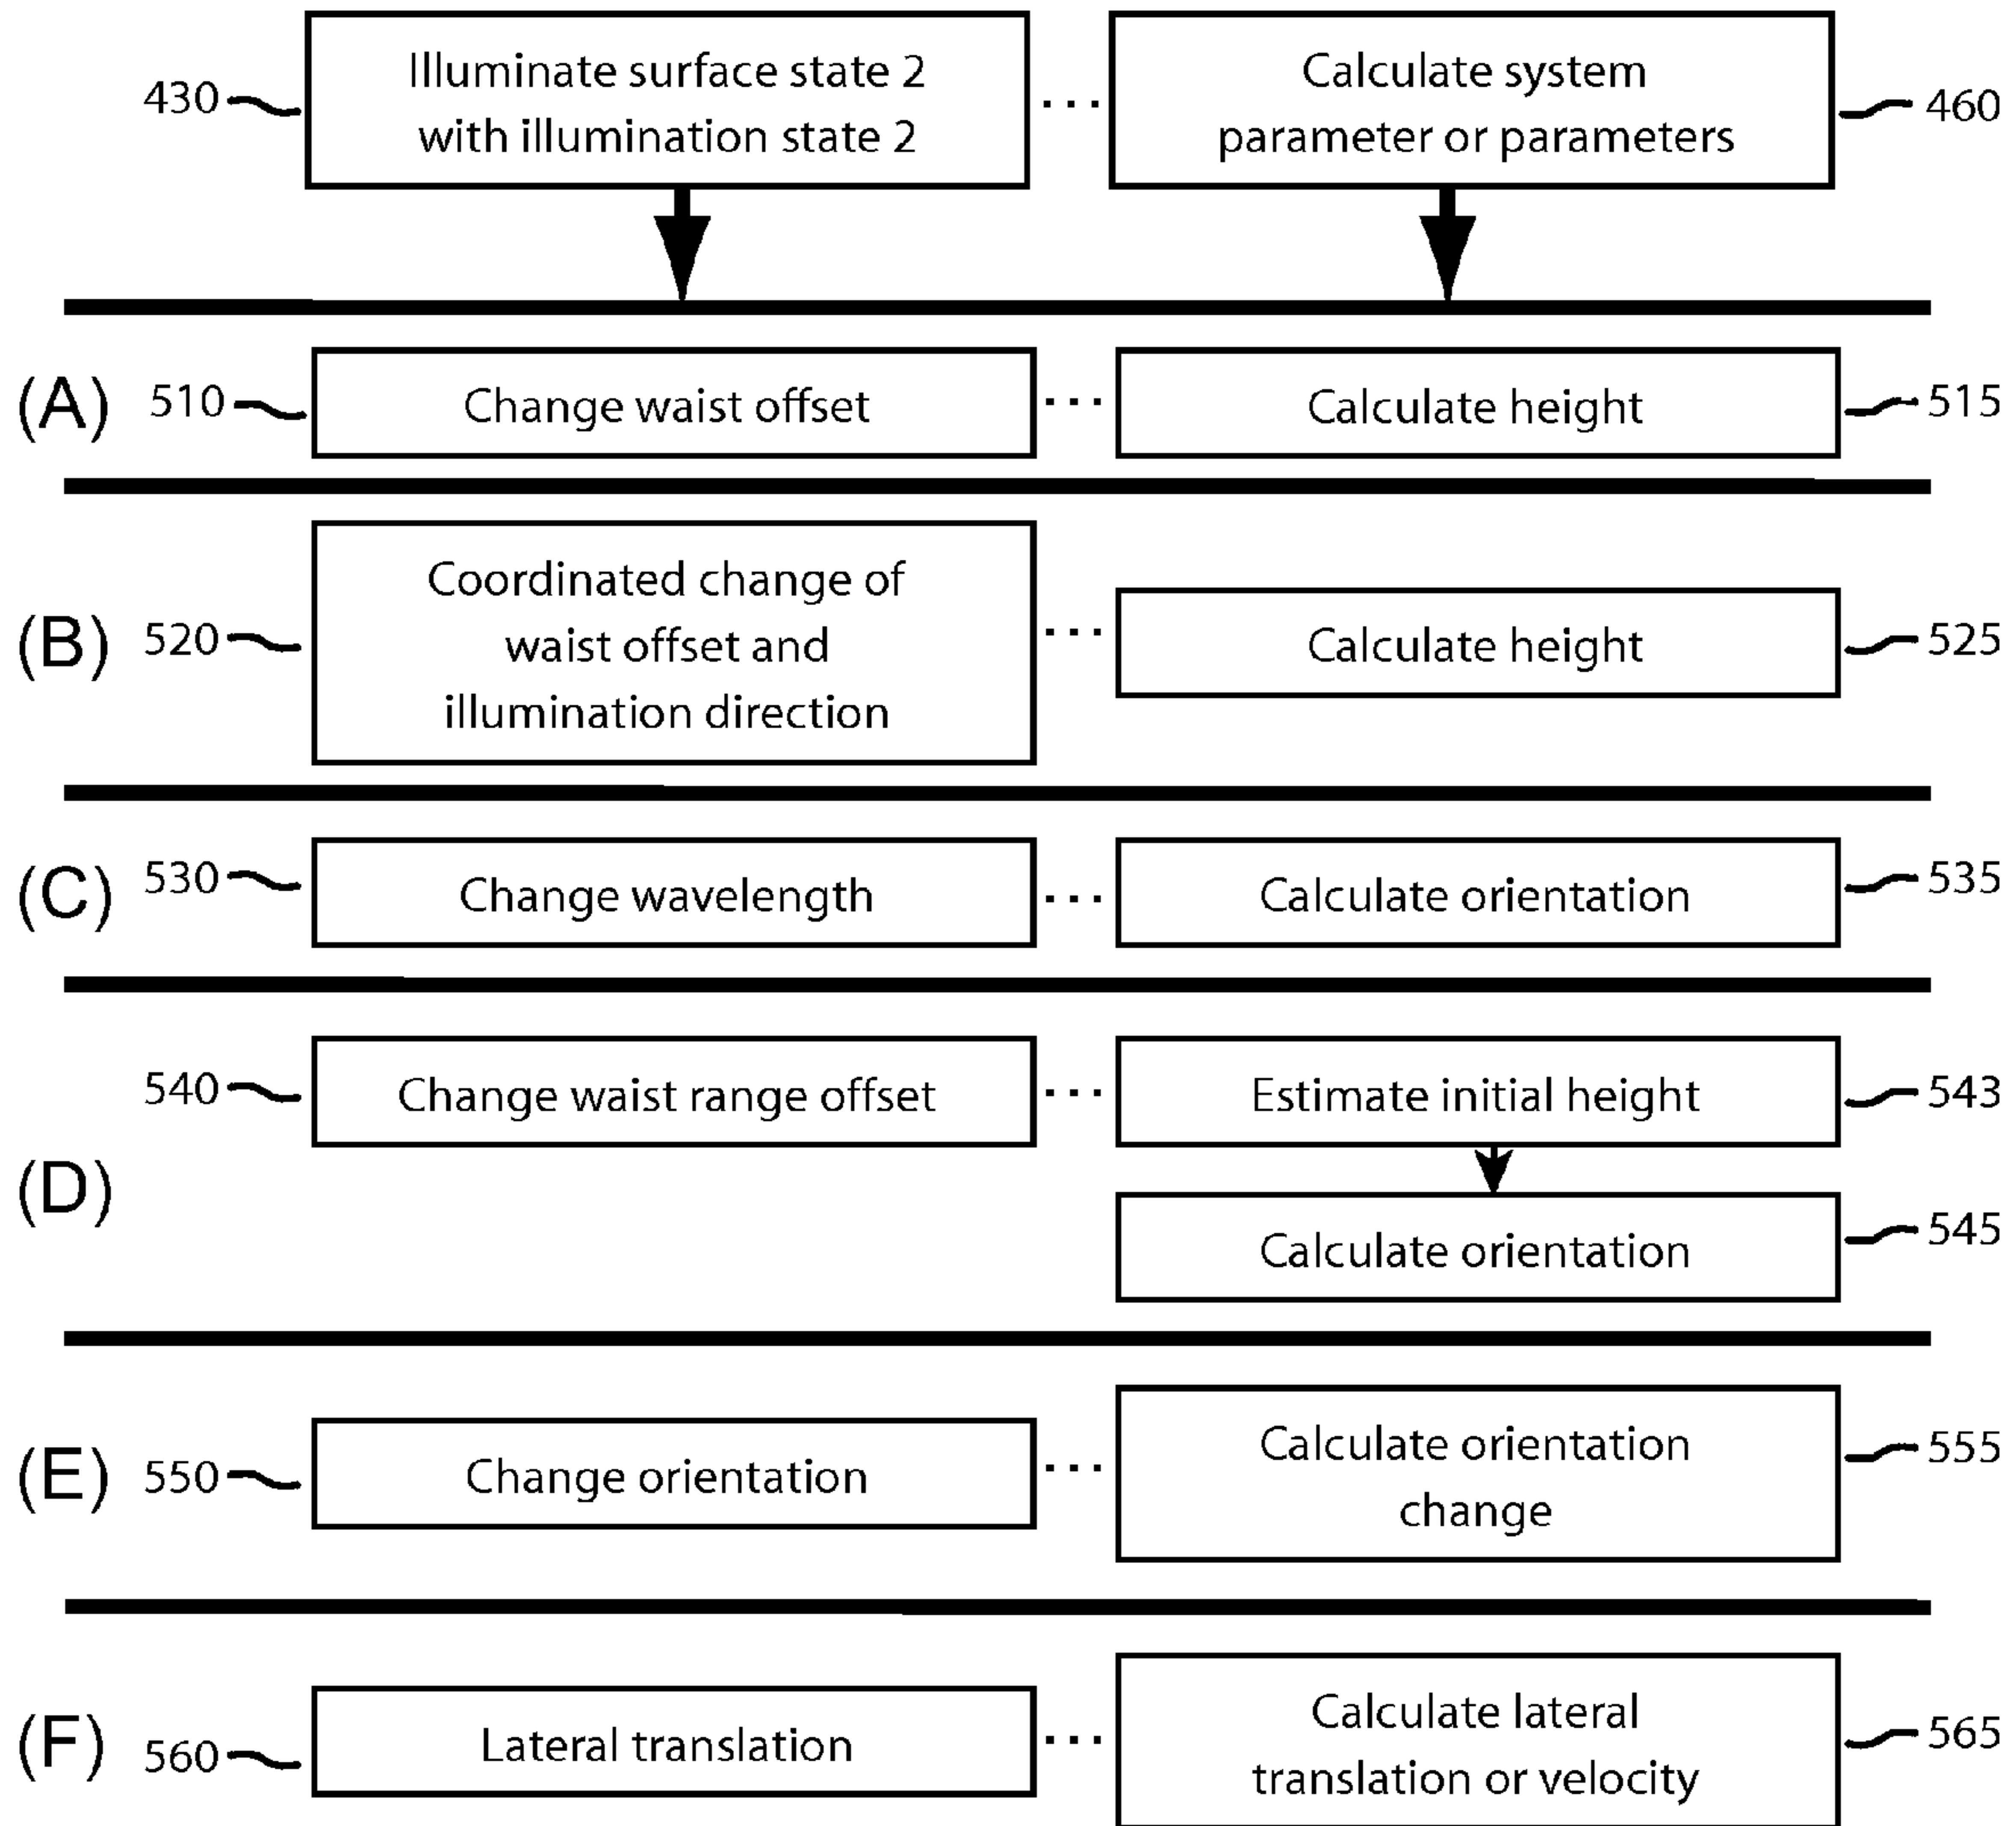 430
Illuminate surface state 2
with illumination state 2
...
Calculate system
parameter or parameters
460
(A)
510
Change waist offset
...
Calculate height
515
(B)
520
Coordinated change of
waist offset and
illumination direction
...
Calculate height
525
(C)
530
Change wavelength
...
Calculate orientation
535
(D)
540
Change waist range offset
...
Estimate initial height
543
Calculate orientation
545
(E)
550
Change orientation
...
Calculate orientation
change
555
(F)
560
Lateral translation
...
Calculate lateral
translation or velocity
565